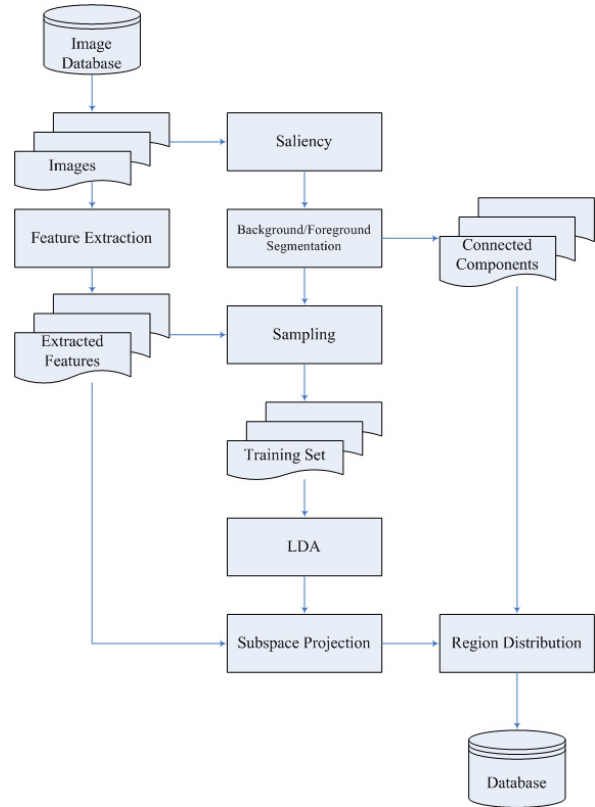 Image
Database
Images
Saliency
Feature Extraction
Background/Foreground
Segmentation
Connected
Components
Extracted
Features
Sampling
Training Set
LDA
Subspace Projection
Region Distribution
Database